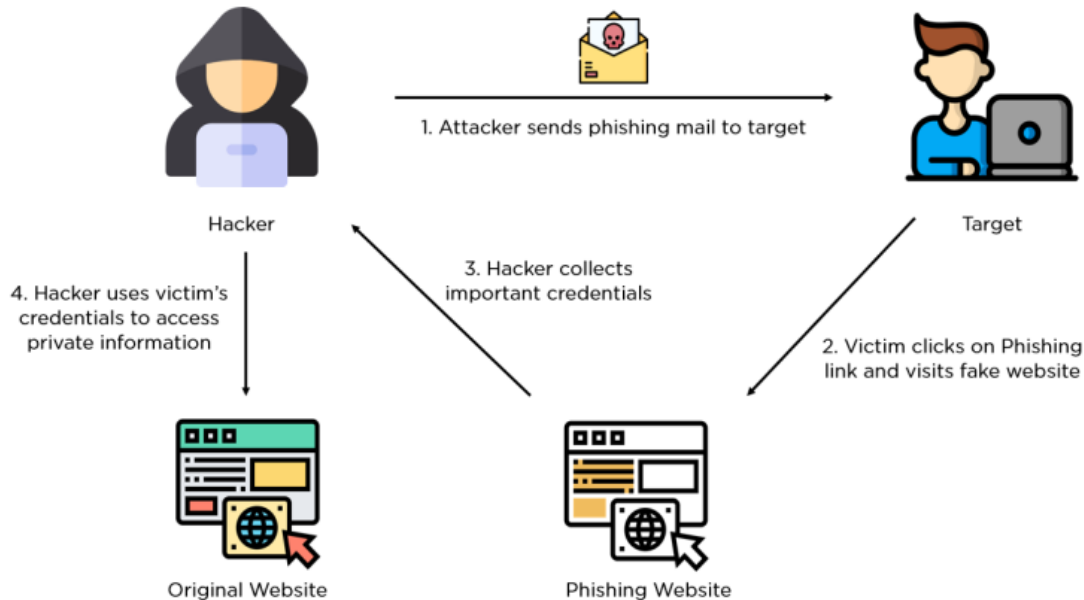 1. Attacker sends phishing mail to target
Hacker
Target
3. Hacker collects
important credentials
4. Hacker uses victim's
credentials to access
private information
2. Victim clicks on Phishing
link and visits fake website
Original Website
Phishing Website